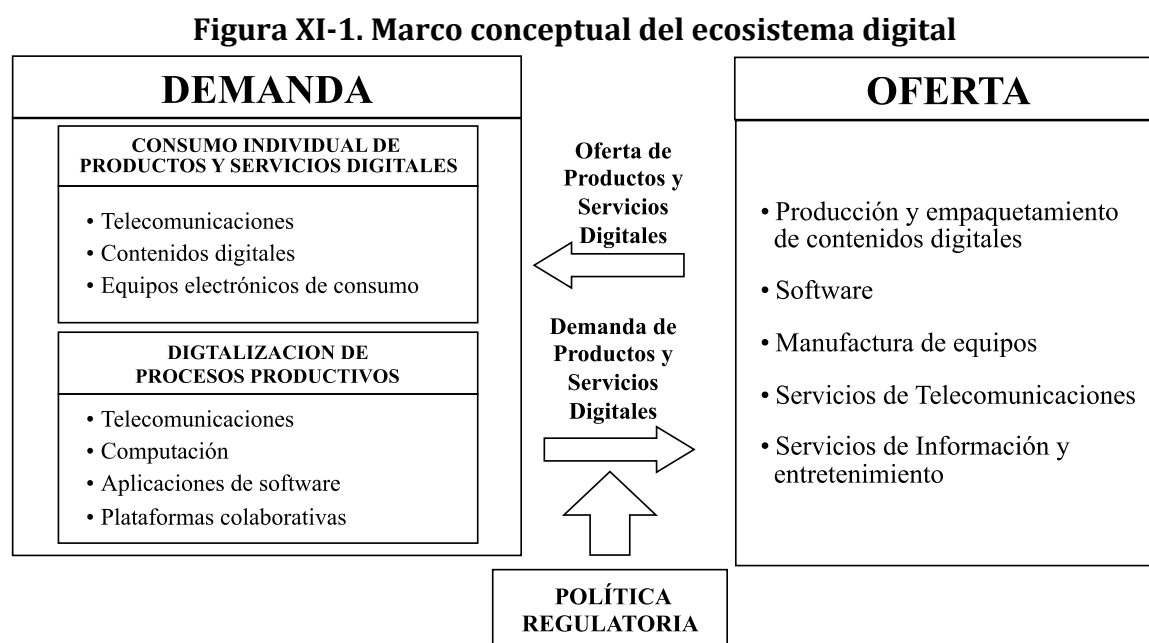 Figura XI-1. Marco conceptual del ecosistema digital
DEMANDA
CONSUMO INDIVIDUAL DE
PRODUCTOS Y SERVICIOS DIGITALES
• Telecomunicaciones
• Contenidos digitales
• Equipos electrónicos de consumo
DIGTALIZACION DE
PROCESOS PRODUCTIVOS
• Telecomunicaciones
• Computación
• Aplicaciones de software
• Plataformas colaborativas
Oferta de
Productos y
Servicios
Digitales
Demanda de
Productos y
Servicios
Digitales
POLÍTICA
REGULATORIA
OFERTA
• Producción y empaquetamiento
de contenidos digitales
• Software
• Manufactura de equipos
• Servicios de Telecomunicaciones
• Servicios de Información y
entretenimiento